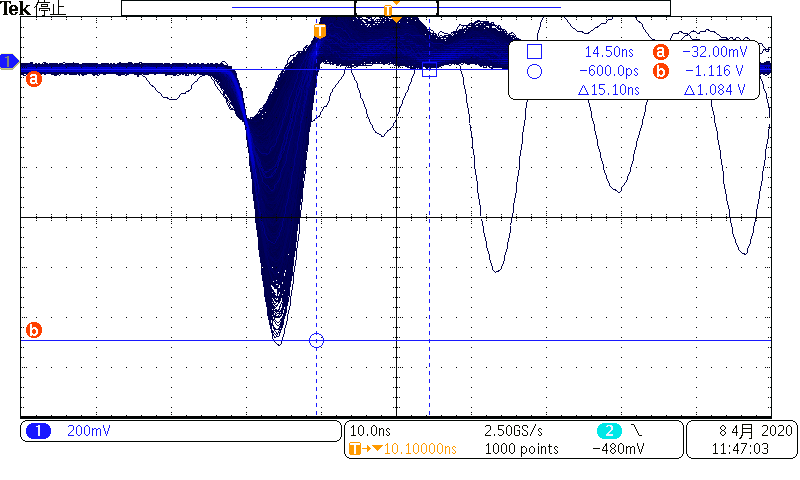 Tek 停止
T
T
1
a
14.50ns a −32.00mV
−600.0ps b −1.116 V
Δ15.10ns Δ1.084 V
b
1 200mV 10.0ns 2.50GS/s 2 8 4月 2020
T→▼10.10000ns 1000 points −480mV 11:47:03